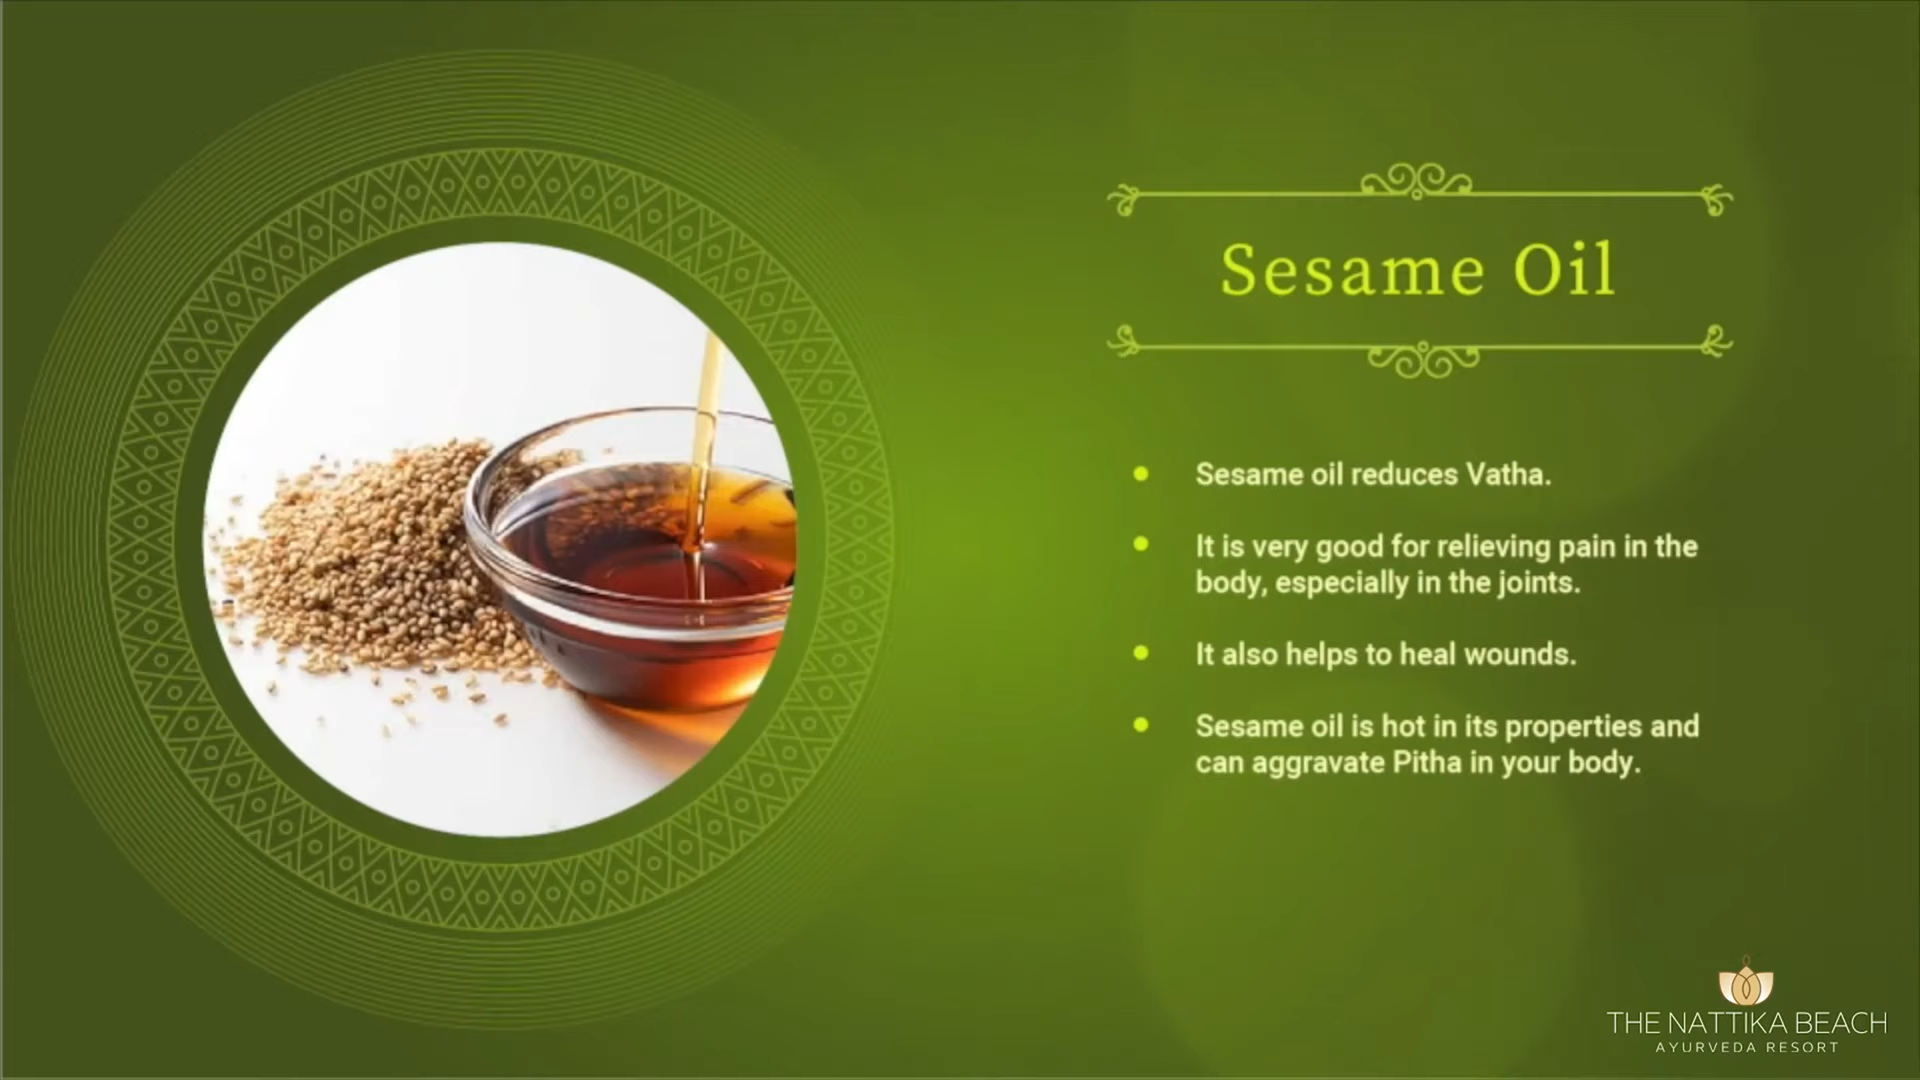 Sesame Oil
Sesame oil reduces Vatha.
It is very good for relieving pain in the
body, especially in the joints.
It also helps to heal wounds.
Sesame oil is hot in its properties and
can aggravate Pitha in your body.
THE NATTIKA BEACH
AYURVEDA RESORT